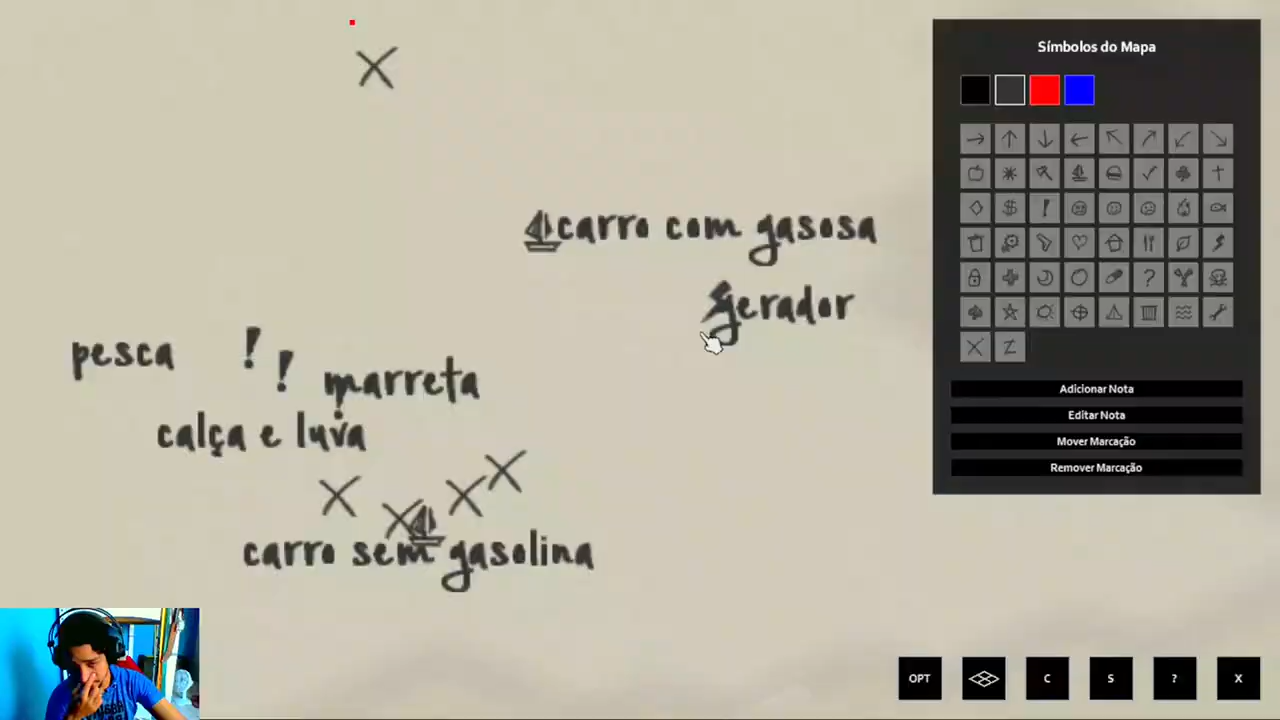 Símbolos do Mapa
carro com gasosa
gerador
pesca
! ! marreta
calça e luva
carro sem gasolina
Adicionar Nota
Editar Nota
Mover Marcação
Remover Marcação
OPT C S ? X